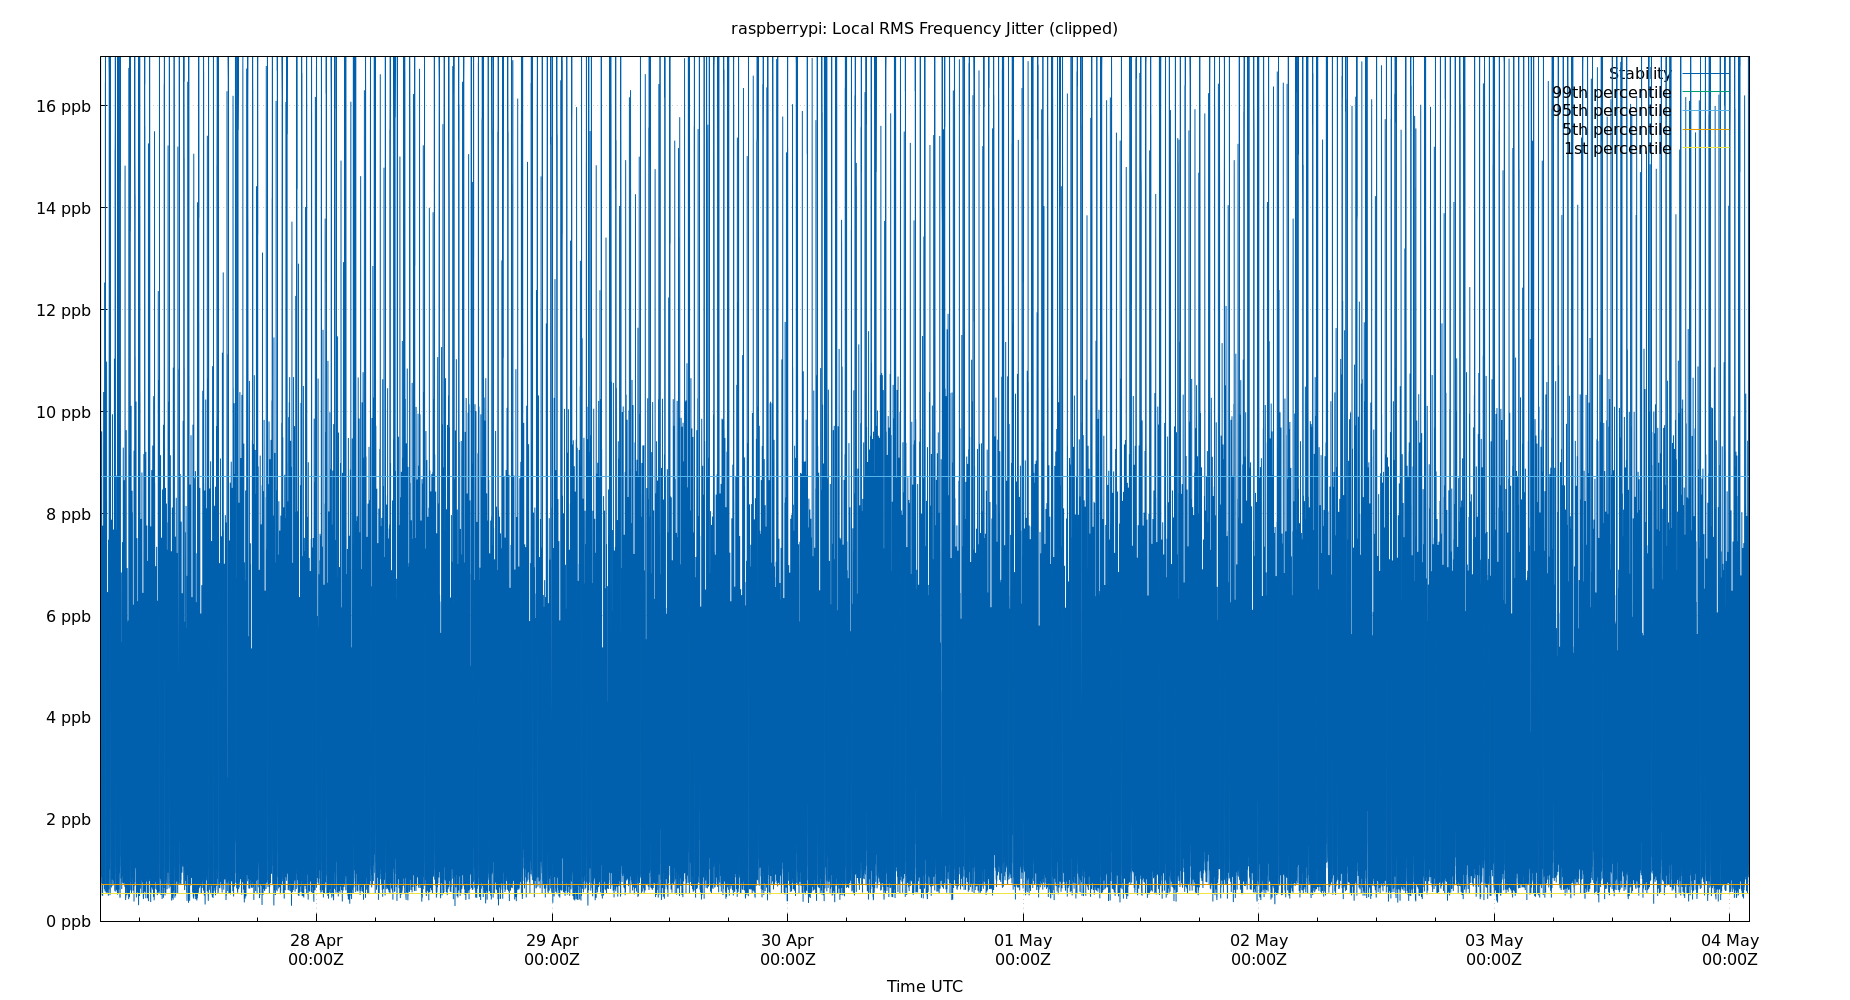 raspberrypi: Local RMS Frequency Jitter (clipped)
Stability
99th percentile
95th percentile
5th percentile
1st percentile
16 ppb
14 ppb
12 ppb
10 ppb
8 ppb
6 ppb
4 ppb
2 ppb
0 ppb
28 Apr
00:00Z
29 Apr
00:00Z
30 Apr
00:00Z
01 May
00:00Z
02 May
00:00Z
03 May
00:00Z
04 May
00:00Z
Time UTC